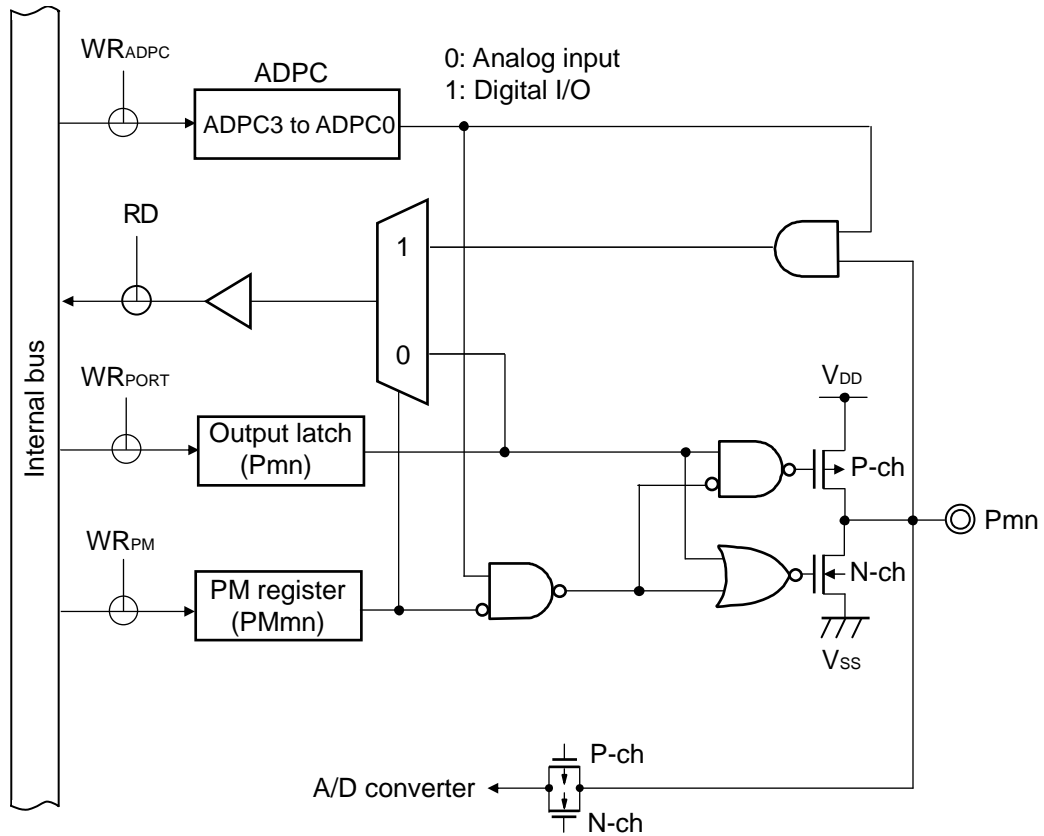 WRADPC
ADPC
0: Analog input
1: Digital I/O
ADPC3 to ADPC0
RD
1
0
Internal bus
WRPORT
VDD
Output latch
(Pmn)
P-ch
Pmn
WRPM
N-ch
PM register
(PMmn)
VSS
P-ch
A/D converter
N-ch